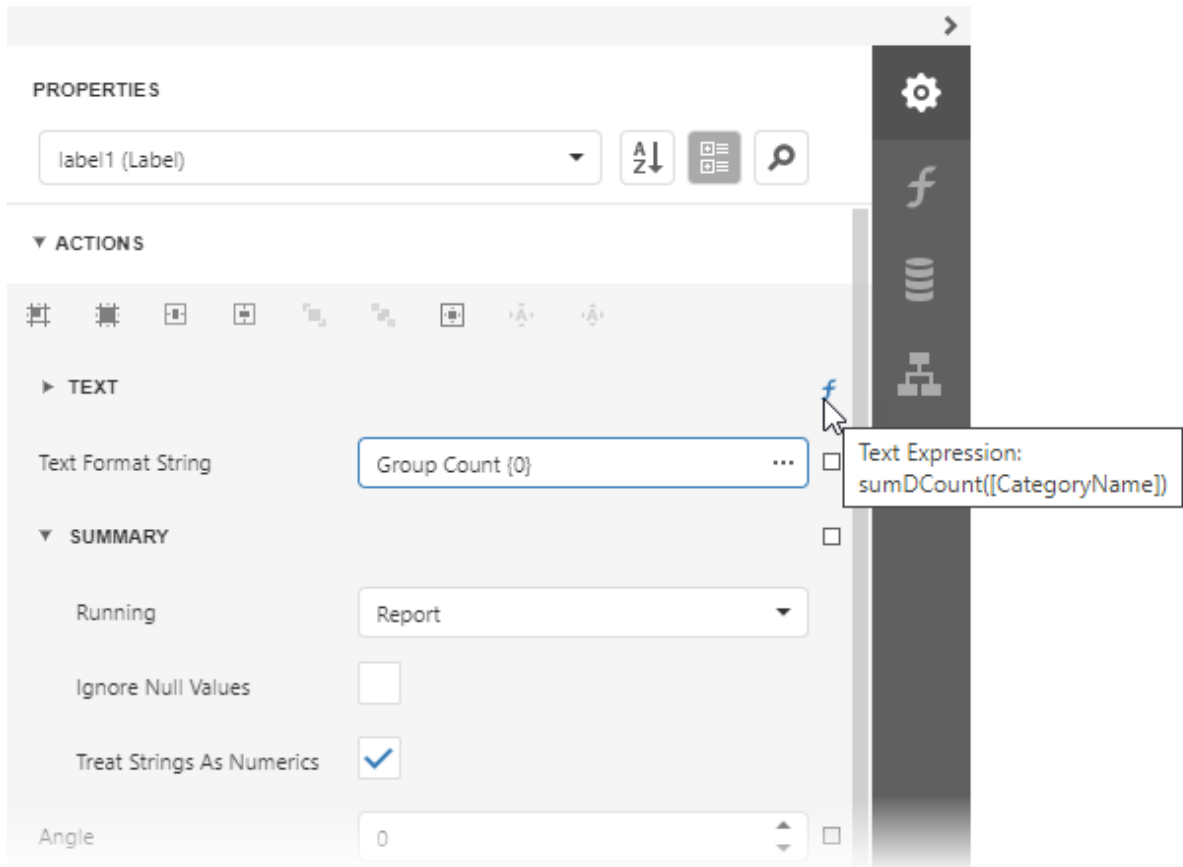 PROPERTIES
label1 (Label)
ACTIONS
TEXT
Text Format String
Group Count {0}
Text Expression:
sumDCount([CategoryName])
SUMMARY
Running
Report
Ignore Null Values
Treat Strings As Numerics
Angle
0